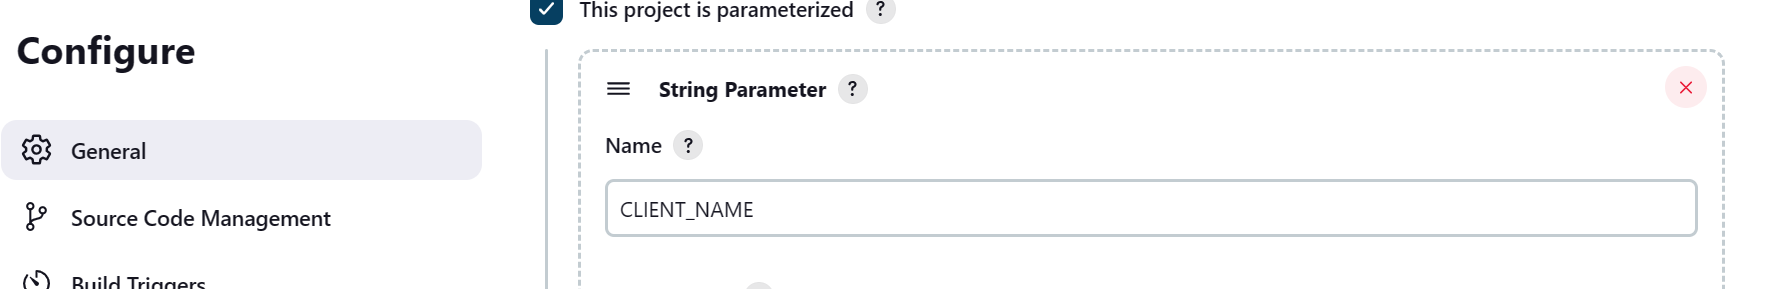 This project is parameterized ?
Configure
String Parameter ?
Name ?
General
CLIENT_NAME
Source Code Management
Build Triggers